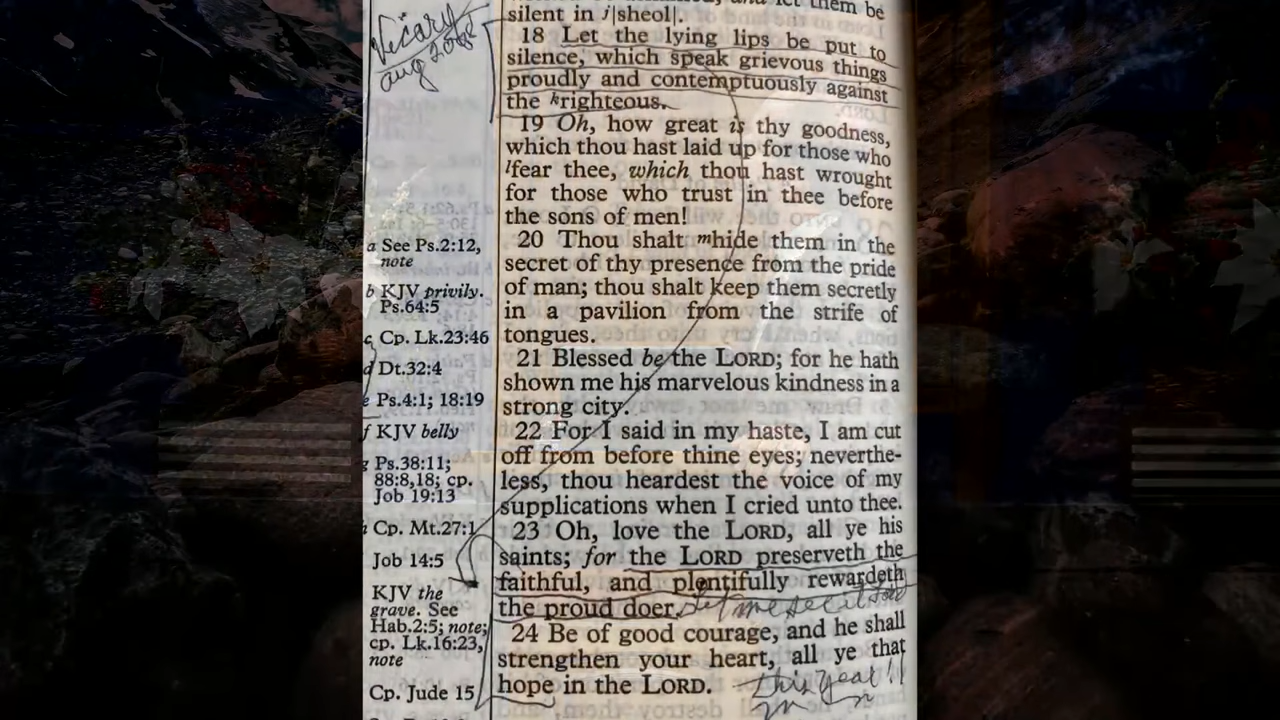 Vicary
aug 2008
silent in j|sheol|.
18 Let the lying lips be put to
silence, which speak grievous things
proudly and contemptuously against
the krighteous.
19 Oh, how great is thy goodness,
which thou hast laid up for those who
lfear thee, which thou hast wrought
for those who trust in thee before
the sons of men!
20 Thou shalt mhide them in the
secret of thy presence from the pride
of man; thou shalt keep them secretly
in a pavilion from the strife of
tongues.
21 Blessed be the LORD; for he hath
shown me his marvelous kindness in a
strong city.
22 For I said in my haste, I am cut
off from before thine eyes; neverthe-
less, thou heardest the voice of my
supplications when I cried unto thee.
23 Oh, love the LORD, all ye his
saints; for the LORD preserveth the
faithful, and plentifully rewardeth
the proud doer. Let me see it Lord
24 Be of good courage, and he shall
strengthen your heart, all ye that
hope in the LORD. this year!!
a See Ps.2:12,
note
b KJV privily.
Ps.64:5
c Cp. Lk.23:46
d Dt.32:4
e Ps.4:1; 18:19
f KJV belly
g Ps.38:11;
88:8,18; cp.
Job 19:13
h Cp. Mt.27:1
Job 14:5
KJV the
grave. See
Hab.2:5; note;
cp. Lk.16:23,
note
Cp. Jude 15